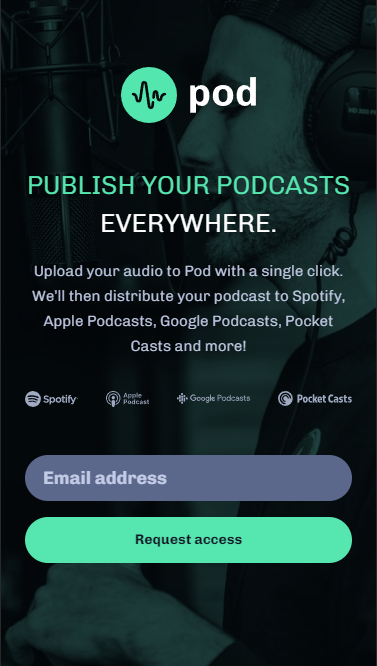 pod
PUBLISH YOUR PODCASTS
EVERYWHERE.
Upload your audio to Pod with a single click.
We'll then distribute your podcast to Spotify,
Apple Podcasts, Google Podcasts, Pocket
Casts and more!
Spotify Apple Podcast Google Podcasts Pocket Casts
Email address
Request access